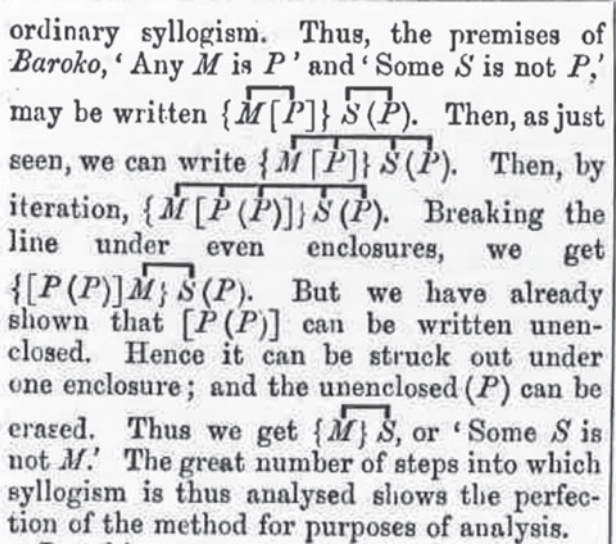 ordinary syllogism. Thus, the premises of
Baroko, ‘ Any M is P ’ and ‘ Some S is not P,’
may be written {M[P]} S(P). Then, as just
seen, we can write {M [P]} S(P). Then, by
iteration, {M[P(P)]}S(P). Breaking the
line under even enclosures, we get
{[P(P)]M} S(P). But we have already
shown that [P(P)] can be written unen-
closed. Hence it can be struck out under
one enclosure; and the unenclosed (P) can be
erased. Thus we get {M} S, or ‘ Some S is
not M.’ The great number of steps into which
syllogism is thus analysed shows the perfec-
tion of the method for purposes of analysis.